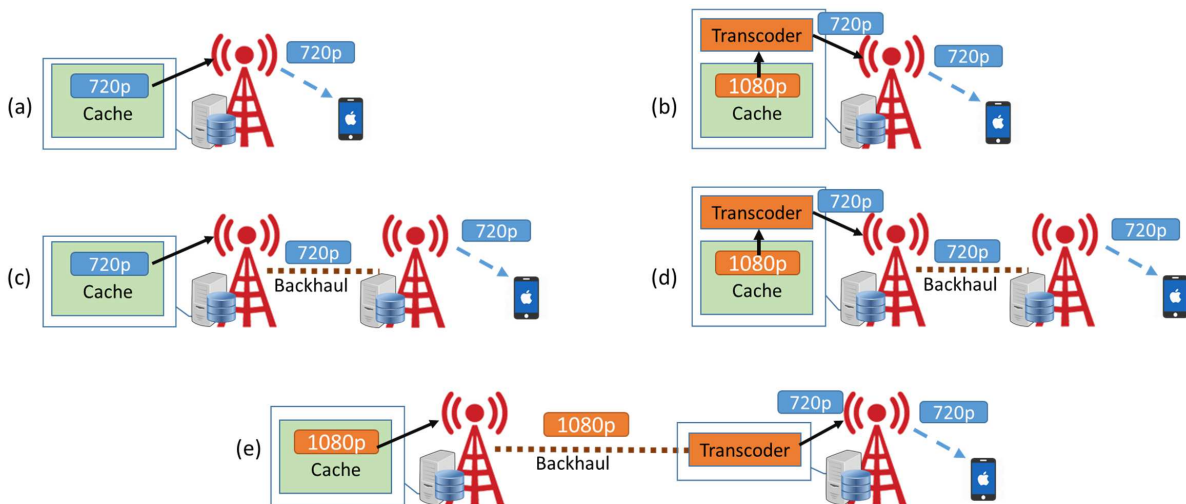 (a)
720p
Cache
720p
(b)
Transcoder
720p
1080p
Cache
720p
(c)
720p
Cache
720p
Backhaul
720p
(d)
Transcoder
720p
1080p
Cache
720p
Backhaul
720p
(e)
1080p
Cache
1080p
Backhaul
Transcoder
720p
720p